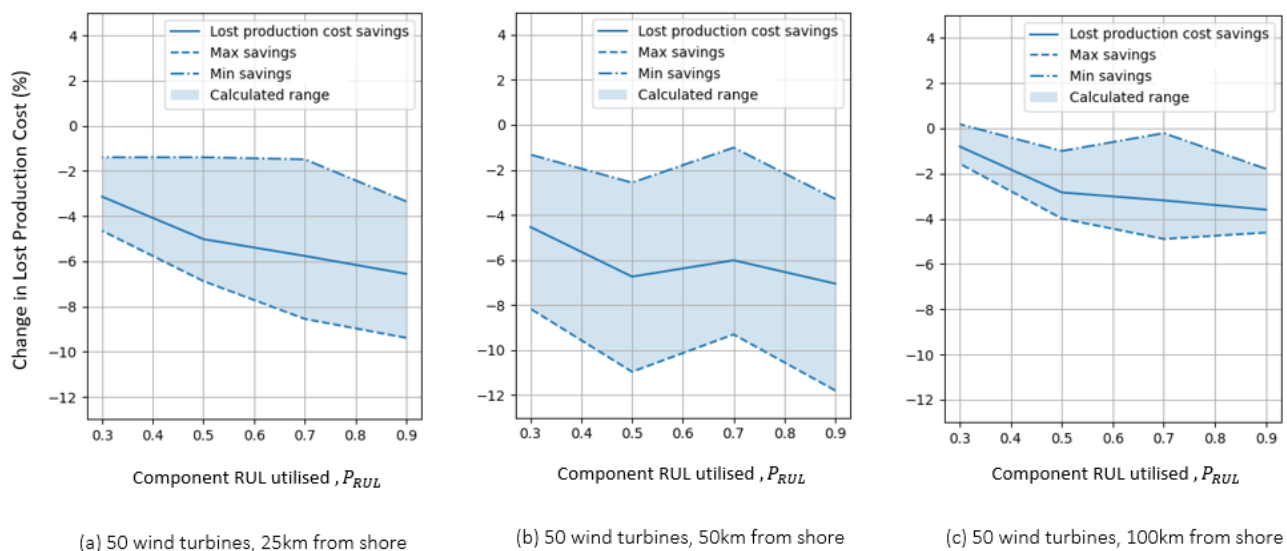 Change in Lost Production Cost (%)
4
2
0
−2
−4
−6
−8
−10
−12
Lost production cost savings
Max savings
Min savings
Calculated range
0.3 0.4 0.5 0.6 0.7 0.8 0.9
Component RUL utilised , P_RUL
(a) 50 wind turbines, 25km from shore
4
2
0
−2
−4
−6
−8
−10
−12
Lost production cost savings
Max savings
Min savings
Calculated range
0.3 0.4 0.5 0.6 0.7 0.8 0.9
Component RUL utilised , P_RUL
(b) 50 wind turbines, 50km from shore
4
2
0
−2
−4
−6
−8
−10
−12
Lost production cost savings
Max savings
Min savings
Calculated range
0.3 0.4 0.5 0.6 0.7 0.8 0.9
Component RUL utilised , P_RUL
(c) 50 wind turbines, 100km from shore